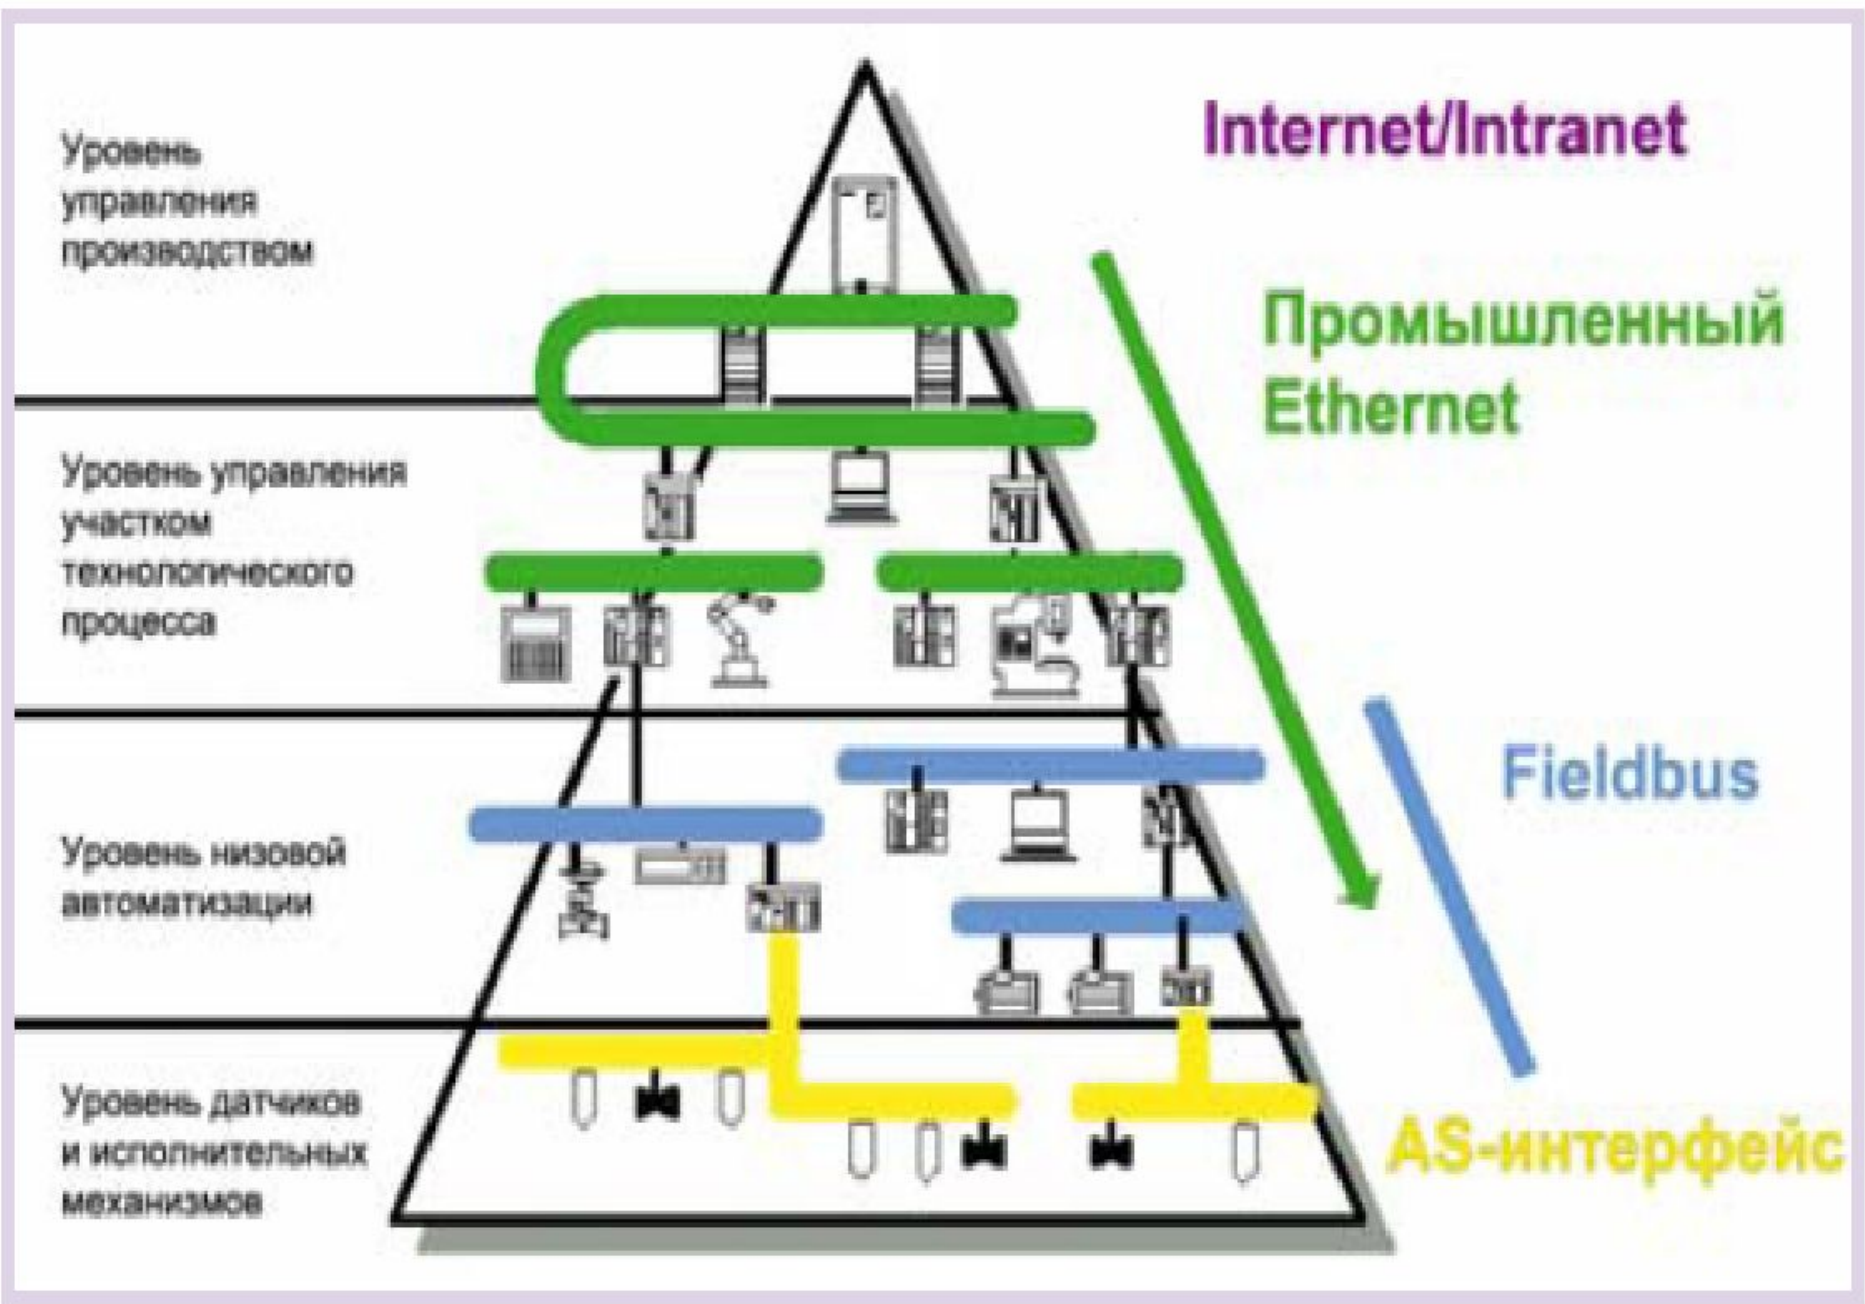 Уровень
управления
производством
Internet/Intranet
Промышленный
Ethernet
Уровень управления
участком
технологического
процесса
Fieldbus
Уровень низовой
автоматизации
Уровень датчиков
и исполнительных
механизмов
AS-интерфейс